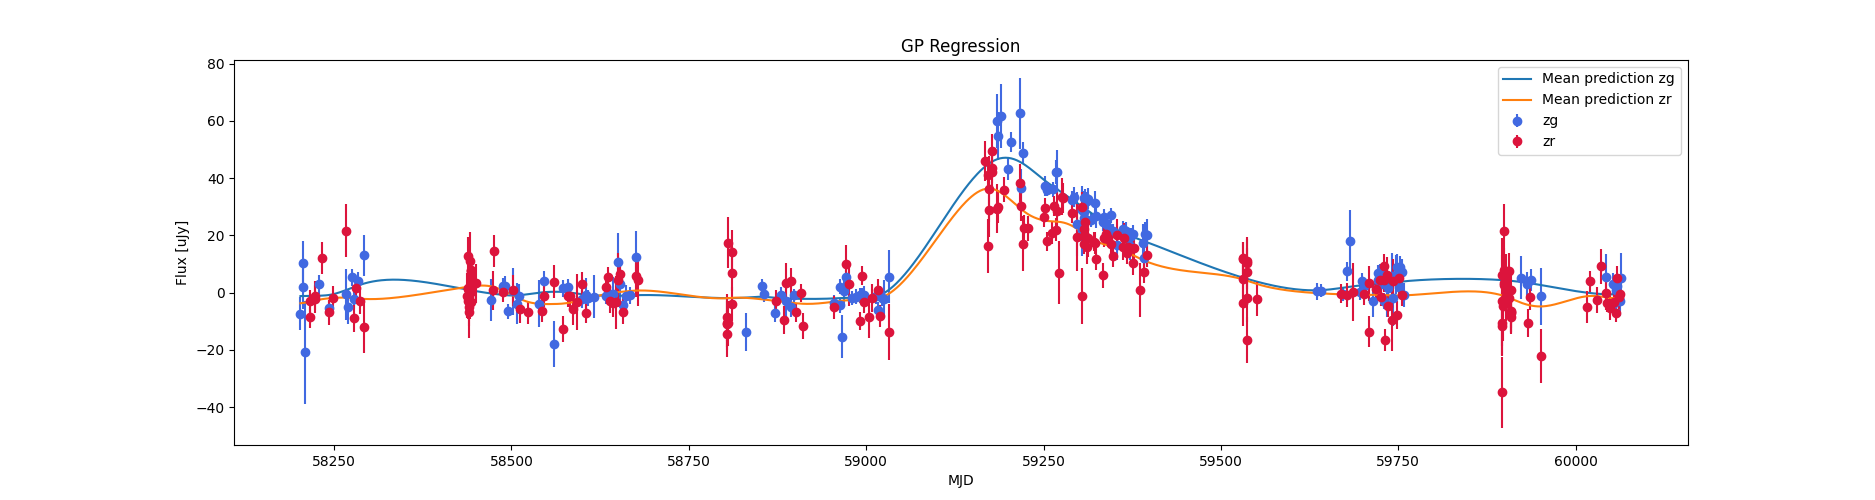 GP Regression
Flux [uJy]
80
60
40
20
0
−20
−40
Mean prediction zg
Mean prediction zr
zg
zr
58250 58500 58750 59000 59250 59500 59750 60000
MJD